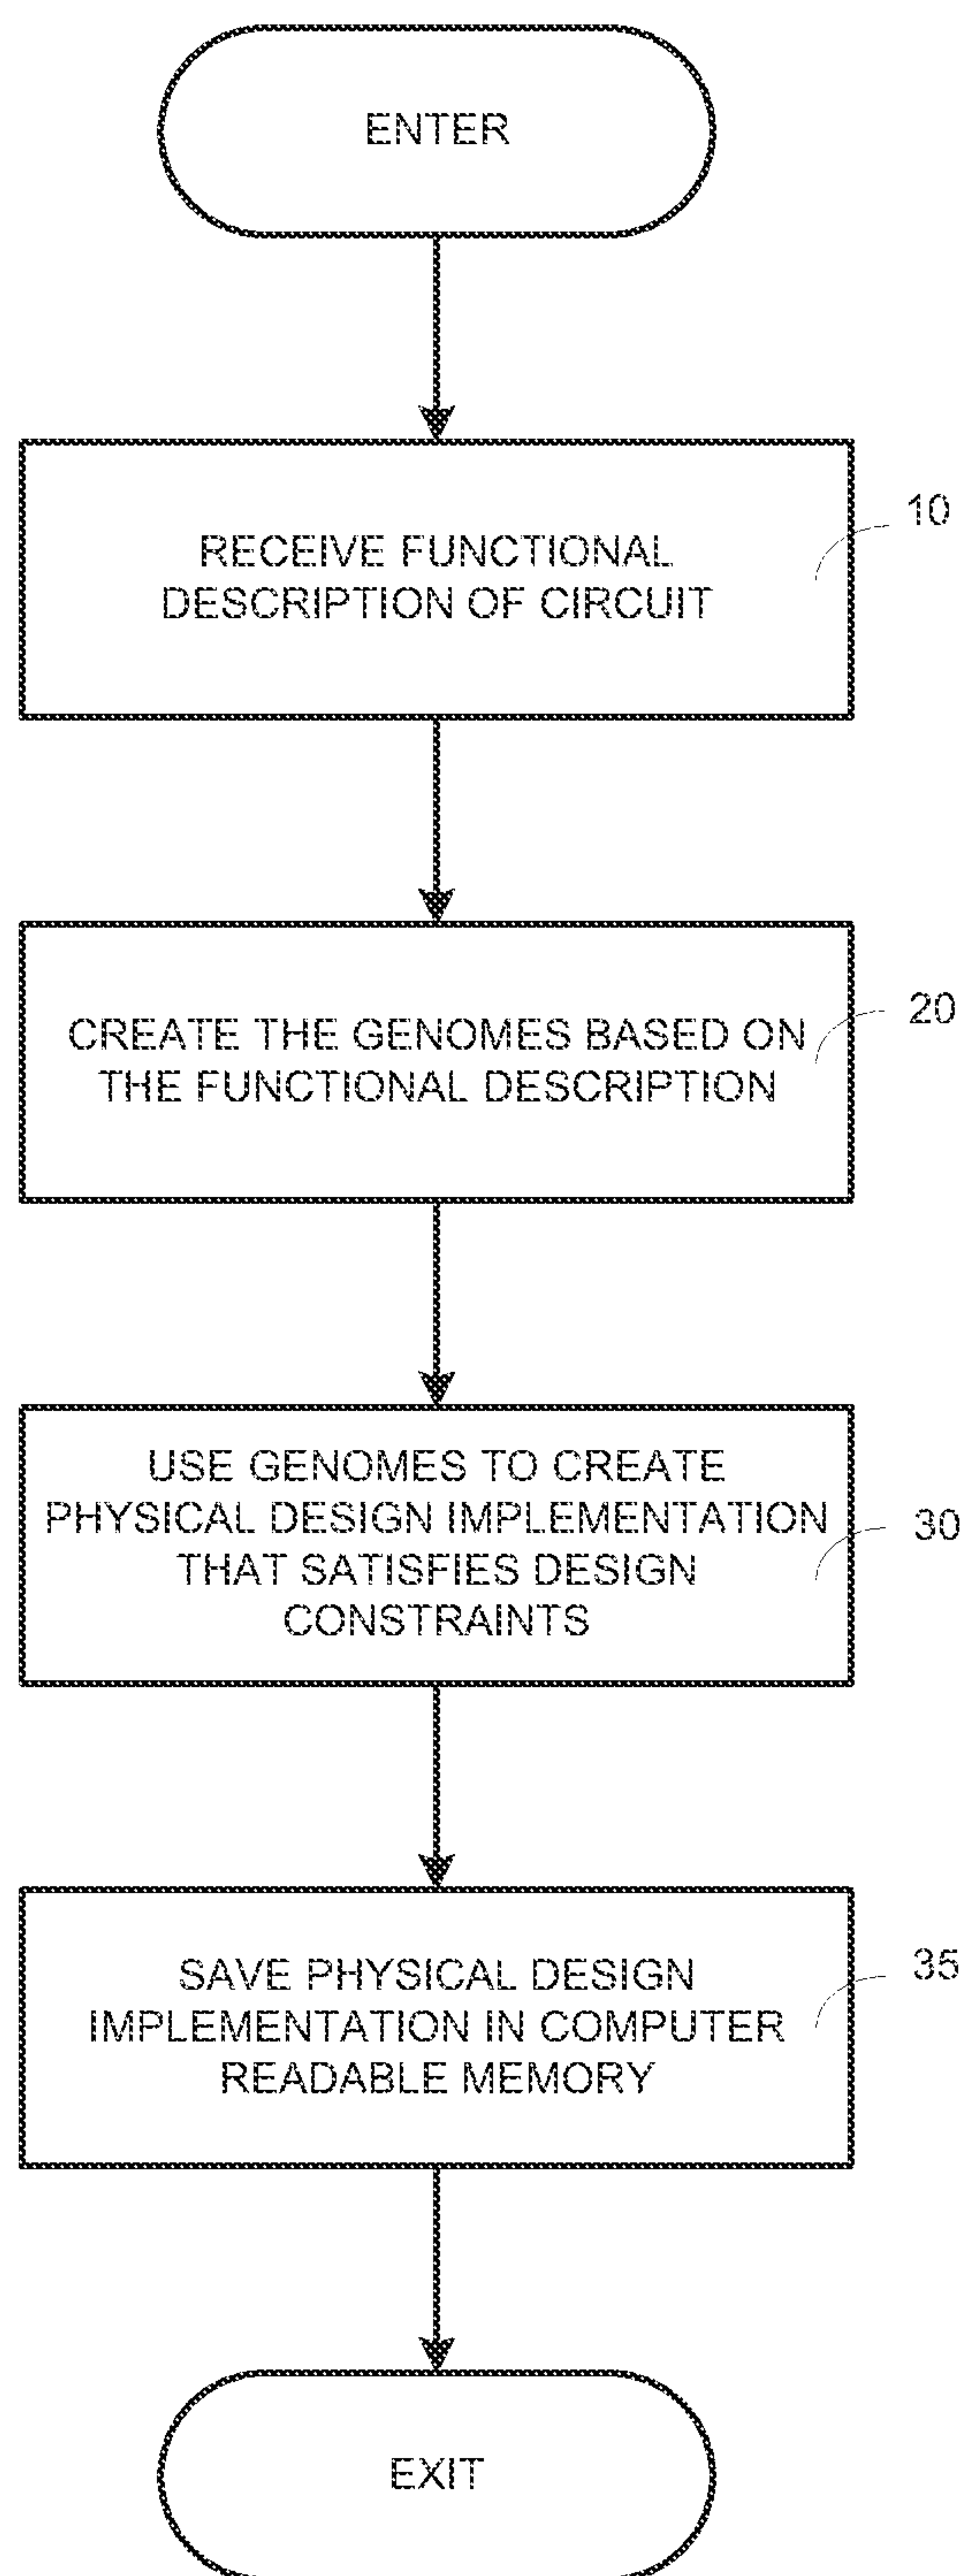 ENTER
RECEIVE FUNCTIONAL
DESCRIPTION OF CIRCUIT
10
CREATE THE GENOMES BASED ON
THE FUNCTIONAL DESCRIPTION
20
USE GENOMES TO CREATE
PHYSICAL DESIGN IMPLEMENTATION
THAT SATISFIES DESIGN
CONSTRAINTS
30
SAVE PHYSICAL DESIGN
IMPLEMENTATION IN COMPUTER
READABLE MEMORY
35
EXIT